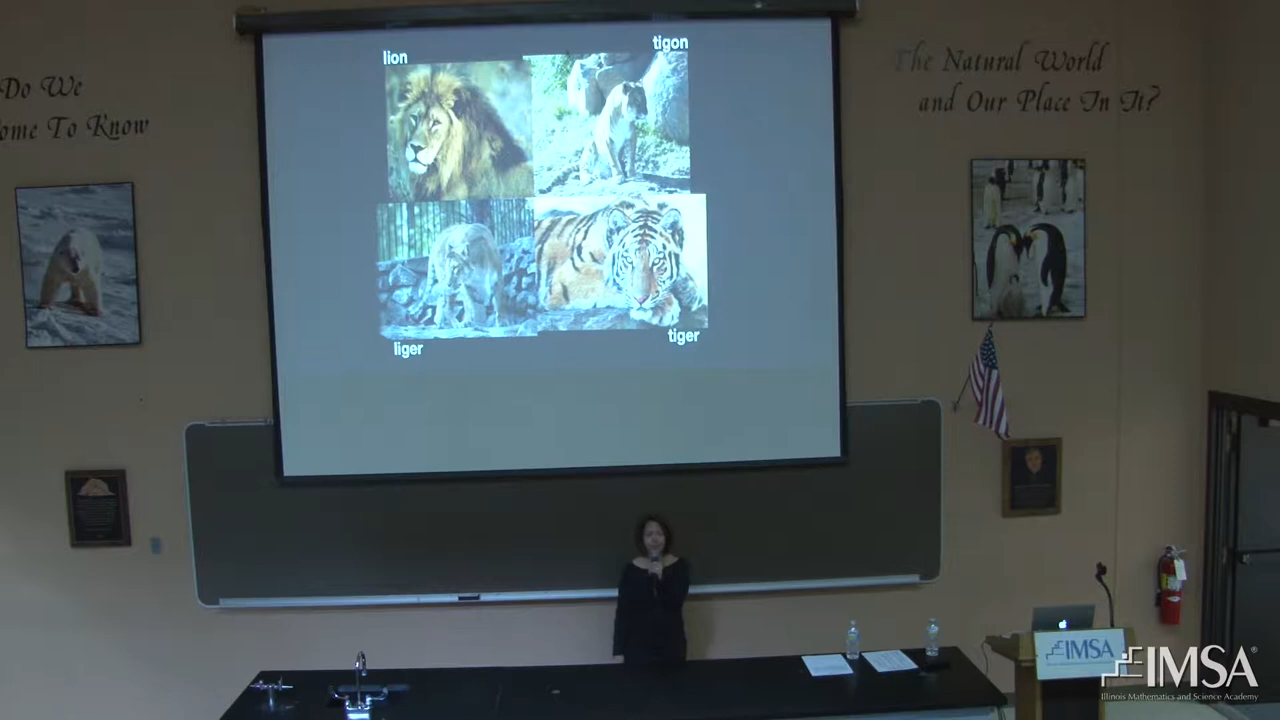 Do We
ome To Know
lion
tigon
liger
tiger
The Natural World
and Our Place In It?
IMSA
IMSA
Illinois Mathematics and Science Academy